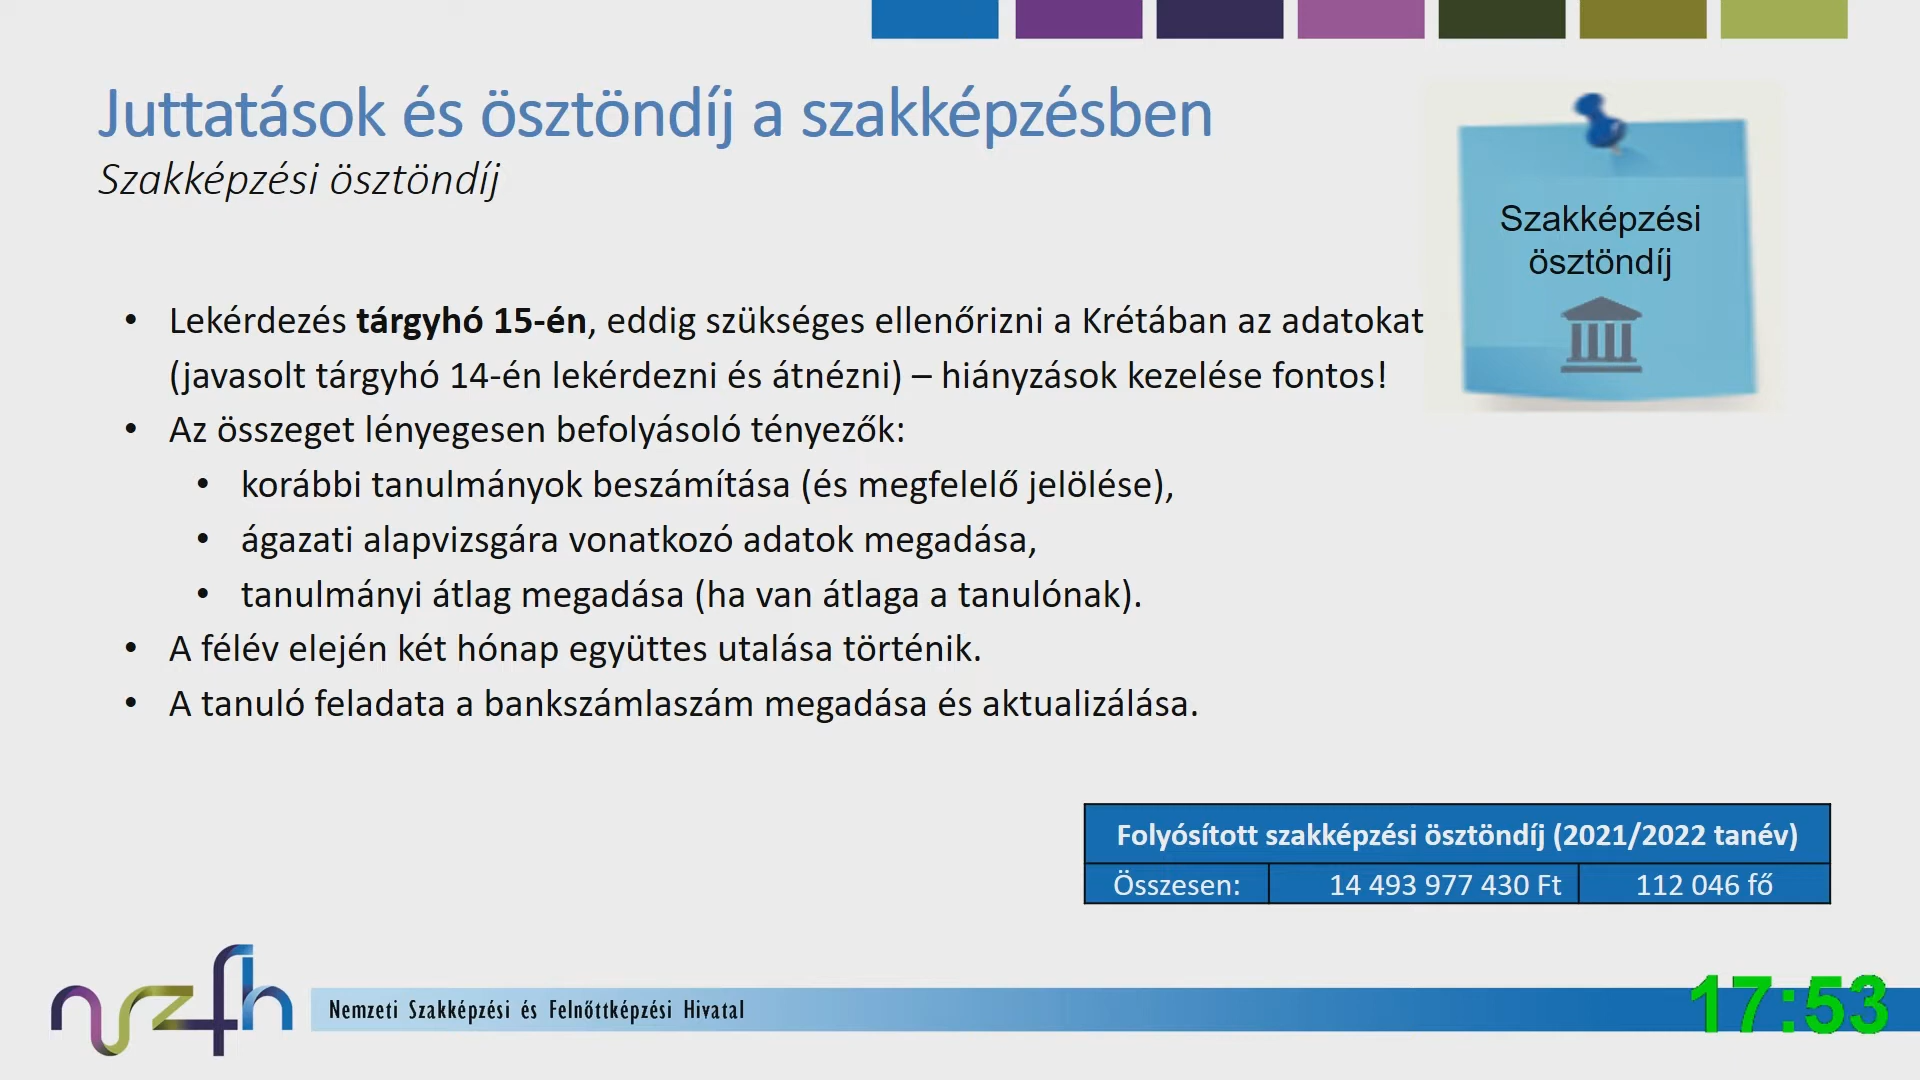 Juttatások és ösztöndíj a szakképzésben
Szakképzési ösztöndíj
Szakképzési
ösztöndíj
• Lekérdezés tárgyhó 15-én, eddig szükséges ellenőrizni a Krétában az adatokat
(javasolt tárgyhó 14-én lekérdezni és átnézni) – hiányzások kezelése fontos!
• Az összeget lényegesen befolyásoló tényezők:
• korábbi tanulmányok beszámítása (és megfelelő jelölése),
• ágazati alapvizsgára vonatkozó adatok megadása,
• tanulmányi átlag megadása (ha van átlaga a tanulónak).
• A félév elején két hónap együttes utalása történik.
• A tanuló feladata a bankszámlaszám megadása és aktualizálása.
Folyósított szakképzési ösztöndíj (2021/2022 tanév)
Összesen: 14 493 977 430 Ft 112 046 fő
nszfh
Nemzeti Szakképzési és Felnőttképzési Hivatal
17:53